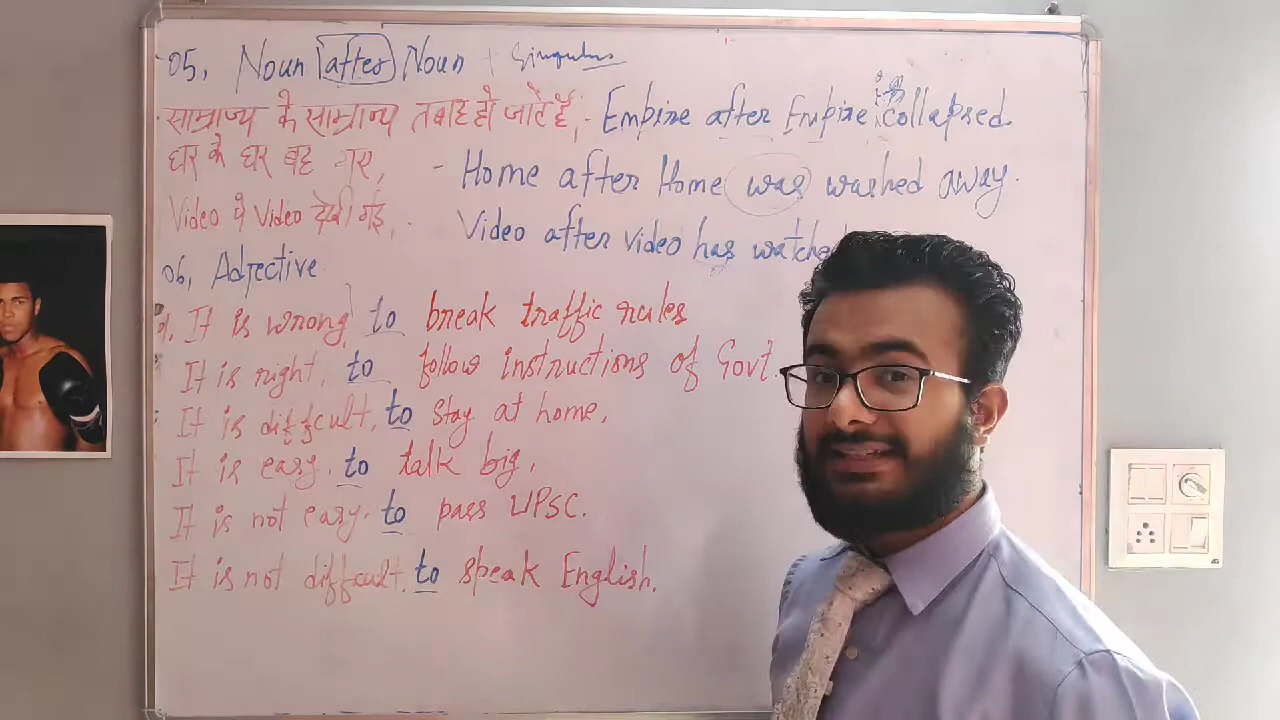 05, Noun after Noun + Singular
साम्राज्य के साम्राज्य तबाह हो जाते हैं, - Empire after Empire collapsed.
घर के घर बह गए, - Home after Home was washed away.
Video पे Video देखी गई, - Video after video has watched
06, Adjective
It is wrong to break traffic rules
It is right, to follow instructions of Govt.
It is difficult, to stay at home,
It is easy. to talk big,
It is not easy. to pass UPSC.
It is not difficult. to speak English.